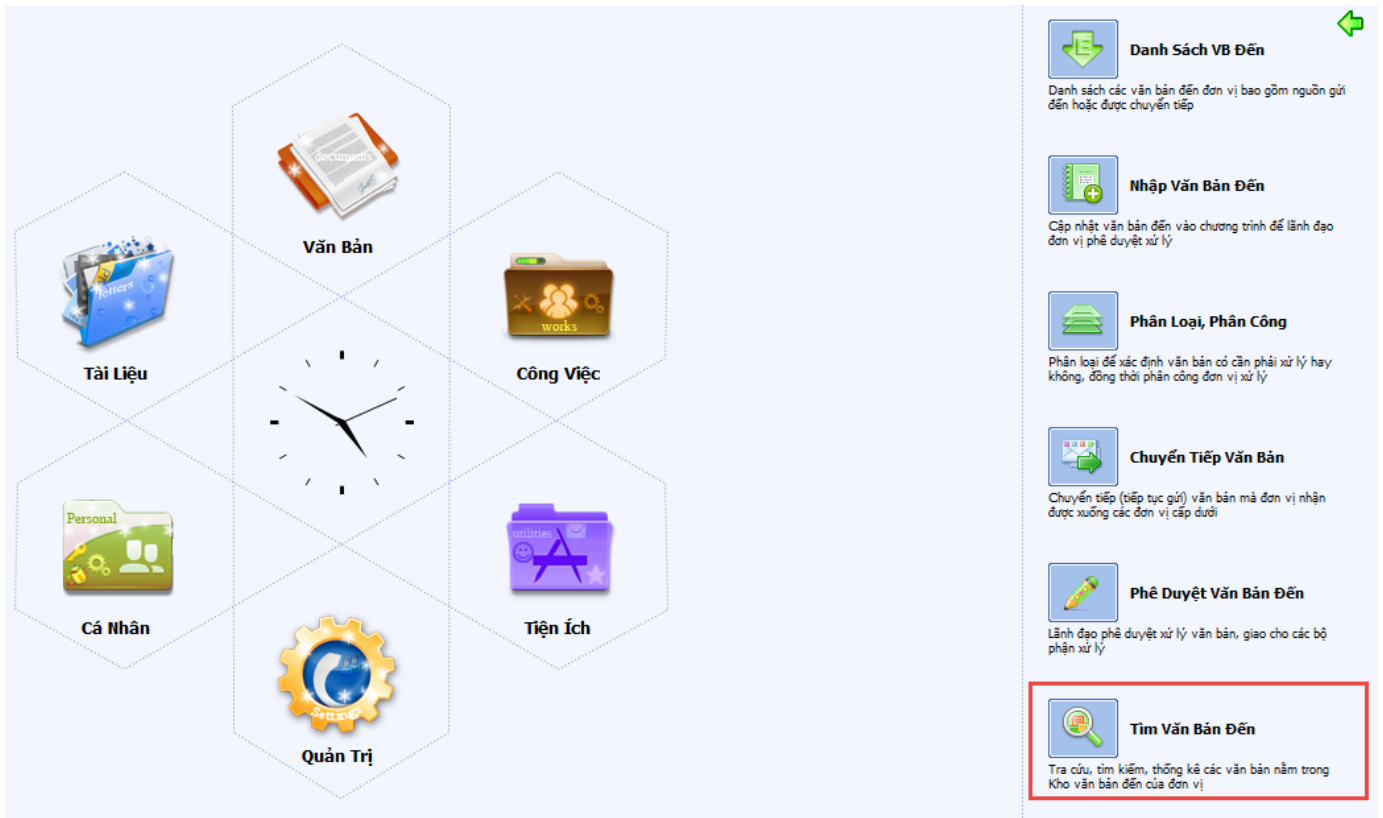 documents
Văn Bản
letters
Tài Liệu
works
Công Việc
Personal
Cá Nhân
utilities
Tiện Ích
Settings
Quản Trị
Danh Sách VB Đến
Danh sách các văn bản đến đơn vị bao gồm nguồn gửi
đến hoặc được chuyển tiếp
Nhập Văn Bản Đến
Cập nhật văn bản đến vào chương trình để lãnh đạo
đơn vị phê duyệt xử lý
Phân Loại, Phân Công
Phân loại để xác định văn bản có cần phải xử lý hay
không, đồng thời phân công đơn vị xử lý
Chuyển Tiếp Văn Bản
Chuyển tiếp (tiếp tục gửi) văn bản mà đơn vị nhận
được xuống các đơn vị cấp dưới
Phê Duyệt Văn Bản Đến
Lãnh đạo phê duyệt xử lý văn bản, giao cho các bộ
phận xử lý
Tìm Văn Bản Đến
Tra cứu, tìm kiếm, thống kê các văn bản nằm trong
Kho văn bản đến của đơn vị